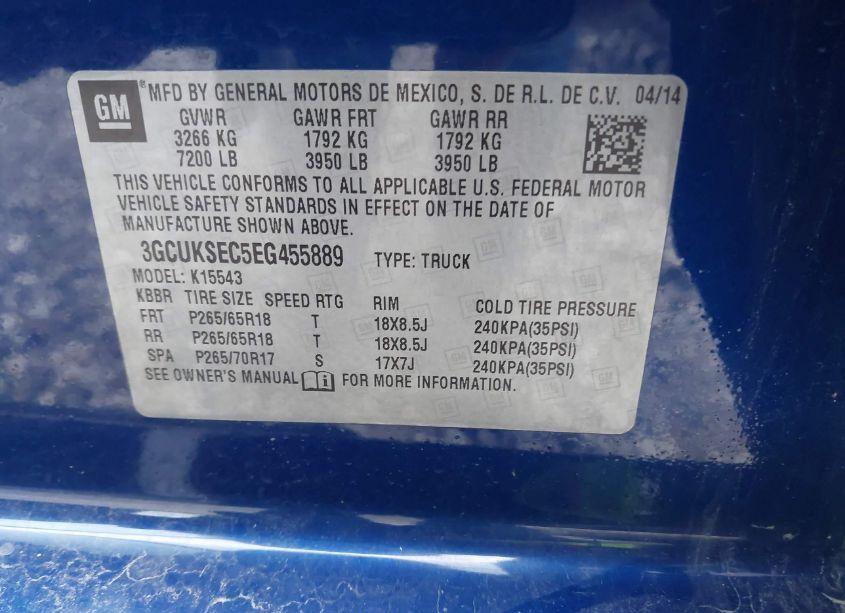 GM ® MFD BY GENERAL MOTORS DE MEXICO, S. DE R.L. DE C.V. 04/14
GVWR GAWR FRT GAWR RR
3266 KG 1792 KG 1792 KG
7200 LB 3950 LB 3950 LB
THIS VEHICLE CONFORMS TO ALL APPLICABLE U.S. FEDERAL MOTOR
VEHICLE SAFETY STANDARDS IN EFFECT ON THE DATE OF
MANUFACTURE SHOWN ABOVE.
3GCUKSEC5EG455889 TYPE: TRUCK
MODEL: K15543
KBBR TIRE SIZE SPEED RTG RIM COLD TIRE PRESSURE
FRT P265/65R18 T 18X8.5J 240KPA(35PSI)
RR P265/65R18 T 18X8.5J 240KPA(35PSI)
SPA P265/70R17 S 17X7J 240KPA(35PSI)
SEE OWNER'S MANUAL FOR MORE INFORMATION.